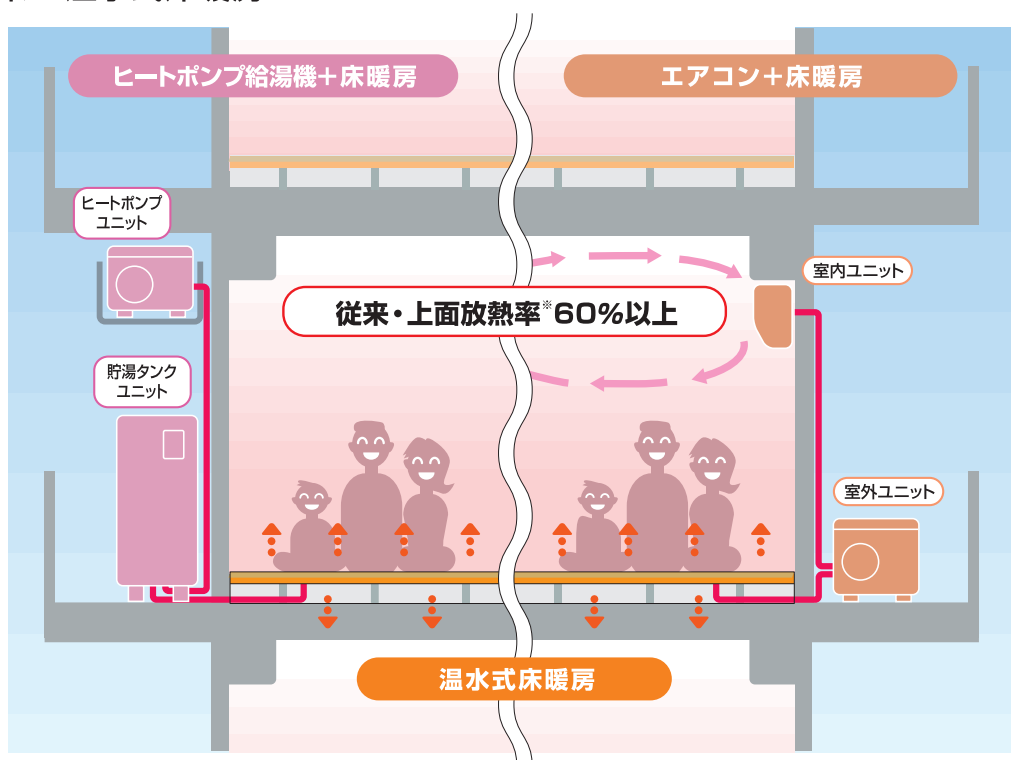 ヒートポンプ給湯機＋床暖房
エアコン＋床暖房
ヒートポンプ
ユニット
室内ユニット
従来・上面放熱率※60%以上
貯湯タンク
ユニット
室外ユニット
温水式床暖房